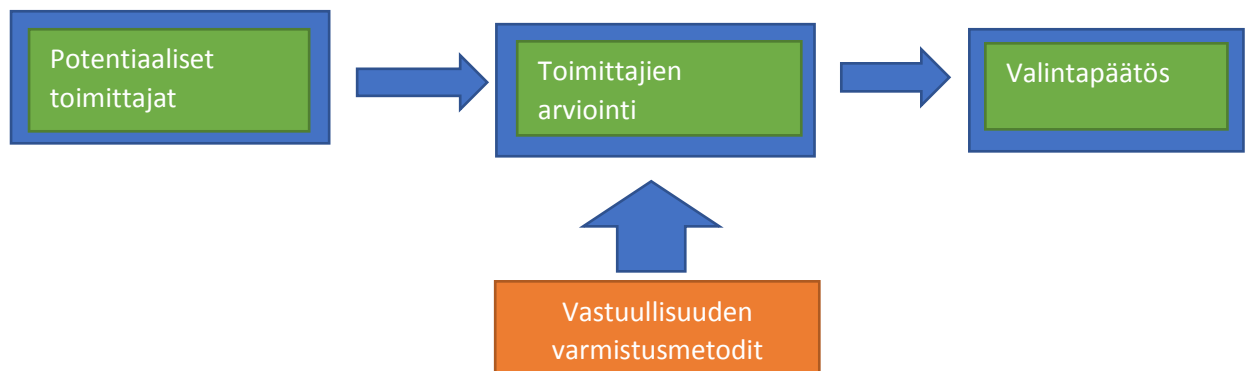 Potentiaaliset
toimittajat
Toimittajien
arviointi
Valintapäätös
Vastuullisuuden
varmistusmetodit